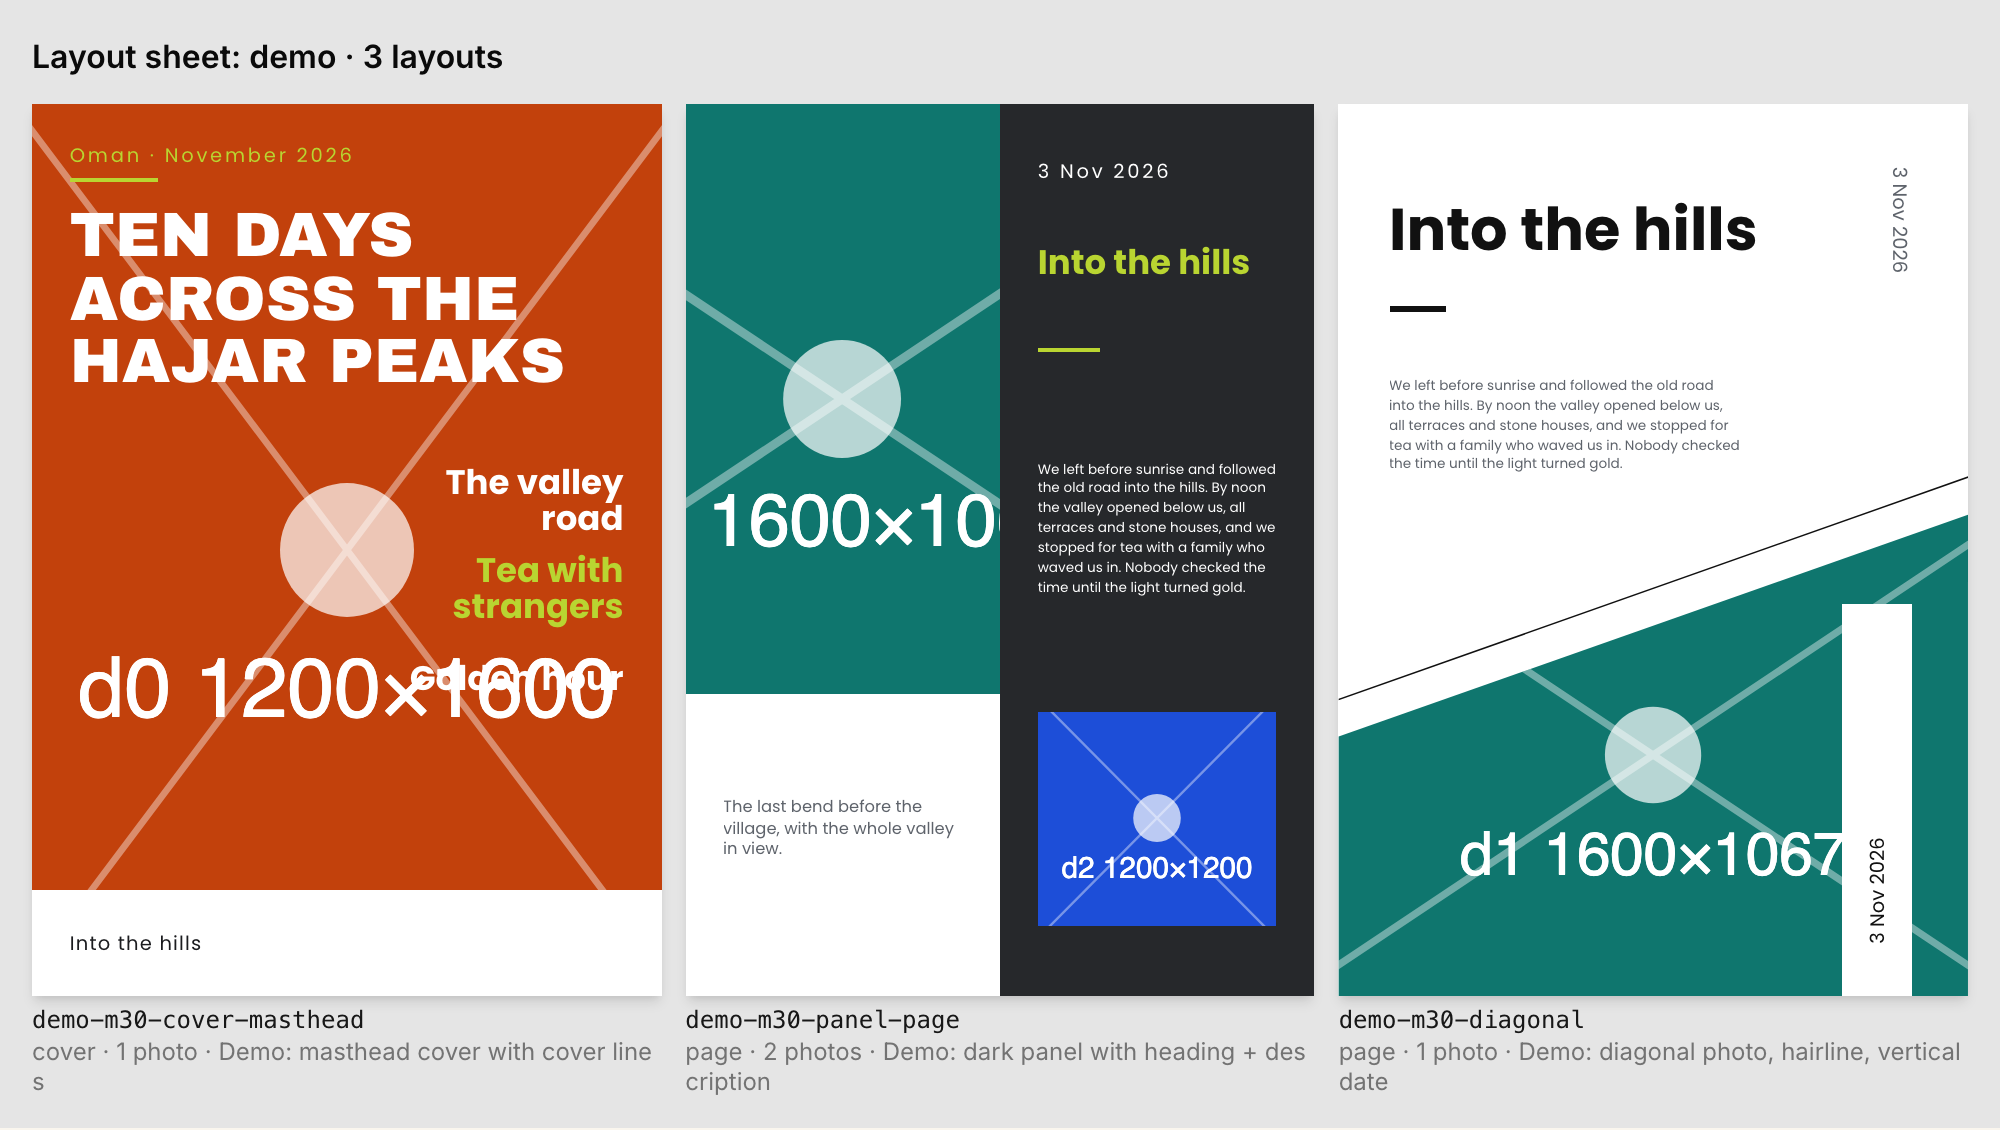 Layout sheet: demo · 3 layouts
Oman · November 2026
TEN DAYS
ACROSS THE
HAJAR PEAKS
The valley
road
Tea with
strangers
Golden hour
d0 1200×1600
Into the hills
demo-m30-cover-masthead
cover · 1 photo · Demo: masthead cover with cover line
s
1600×10
3 Nov 2026
Into the hills
We left before sunrise and followed
the old road into the hills. By noon
the valley opened below us, all
terraces and stone houses, and we
stopped for tea with a family who
waved us in. Nobody checked the
time until the light turned gold.
The last bend before the
village, with the whole valley
in view.
d2 1200×1200
demo-m30-panel-page
page · 2 photos · Demo: dark panel with heading + des
cription
3 Nov 2026
Into the hills
We left before sunrise and followed the old road
into the hills. By noon the valley opened below us,
all terraces and stone houses, and we stopped for
tea with a family who waved us in. Nobody checked
the time until the light turned gold.
d1 1600×1067
3 Nov 2026
demo-m30-diagonal
page · 1 photo · Demo: diagonal photo, hairline, vertical
date